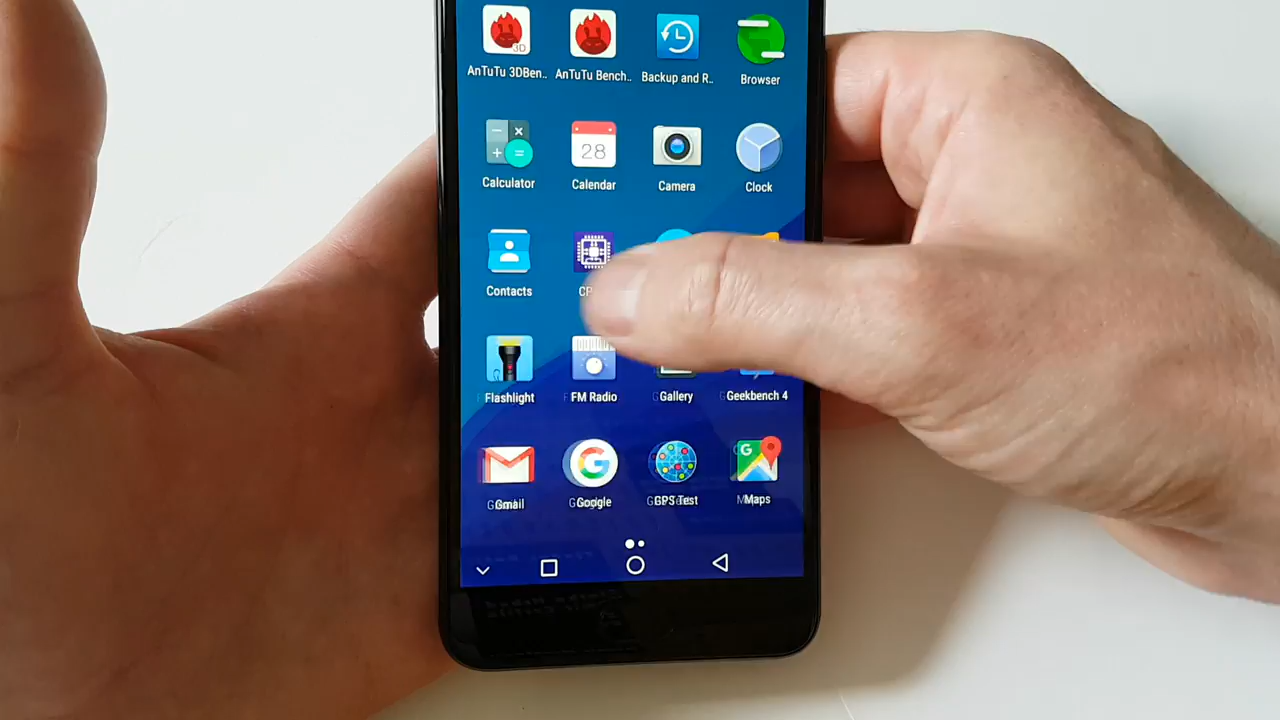 3D
AnTuTu 3DBen..
AnTuTu Bench..
Backup and R..
Browser
28
Calculator
Calendar
Camera
Clock
Contacts
Flashlight
FM Radio
Gallery
Geekbench 4
G
G
Gmail
Google
GPS Test
Maps